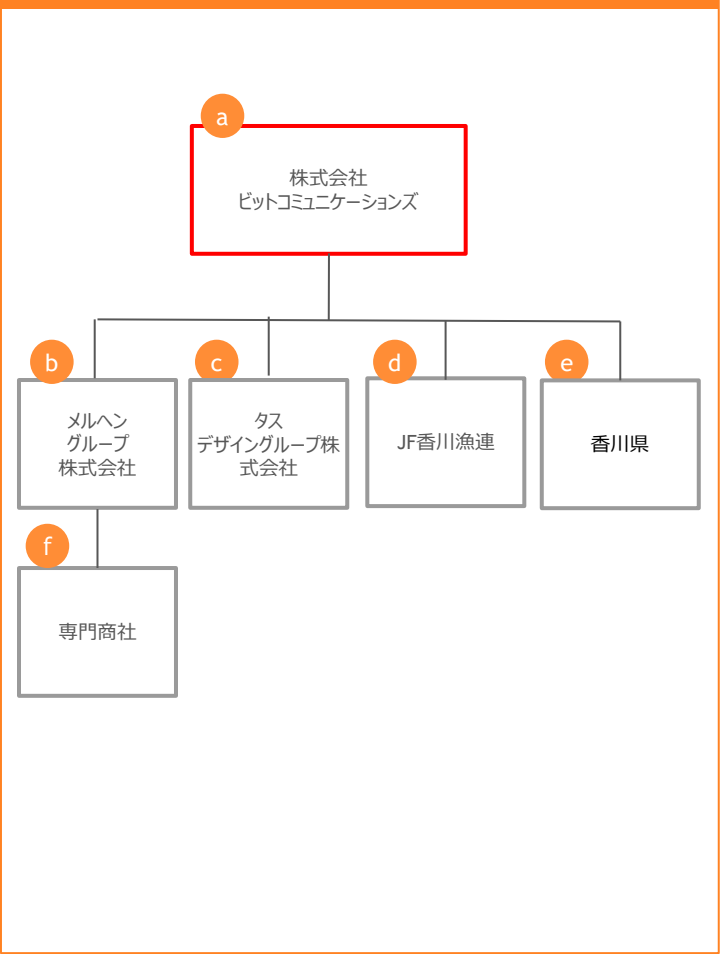 a
株式会社
ビットコミュニケーションズ
b
c
d
e
メルヘン
グループ
株式会社
タス
デザイングループ株
式会社
JF香川漁連
香川県
f
専門商社